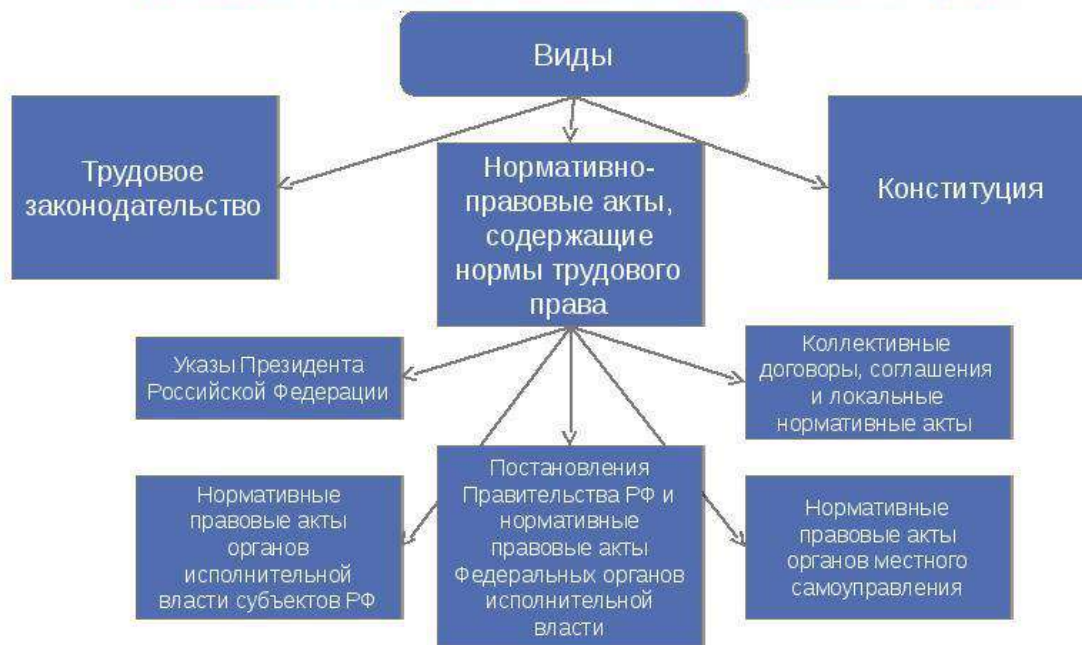 Виды
Трудовое
законодательство
Нормативно-
правовые акты,
содержащие
нормы трудового
права
Конституция
Указы Президента
Российской Федерации
Коллективные
договоры, соглашения
и локальные
нормативные акты
Нормативные
правовые акты
органов
исполнительной
власти субъектов РФ
Постановления
Правительства РФ и
нормативные
правовые акты
Федеральных органов
исполнительной
власти
Нормативные
правовые акты
органов местного
самоуправления